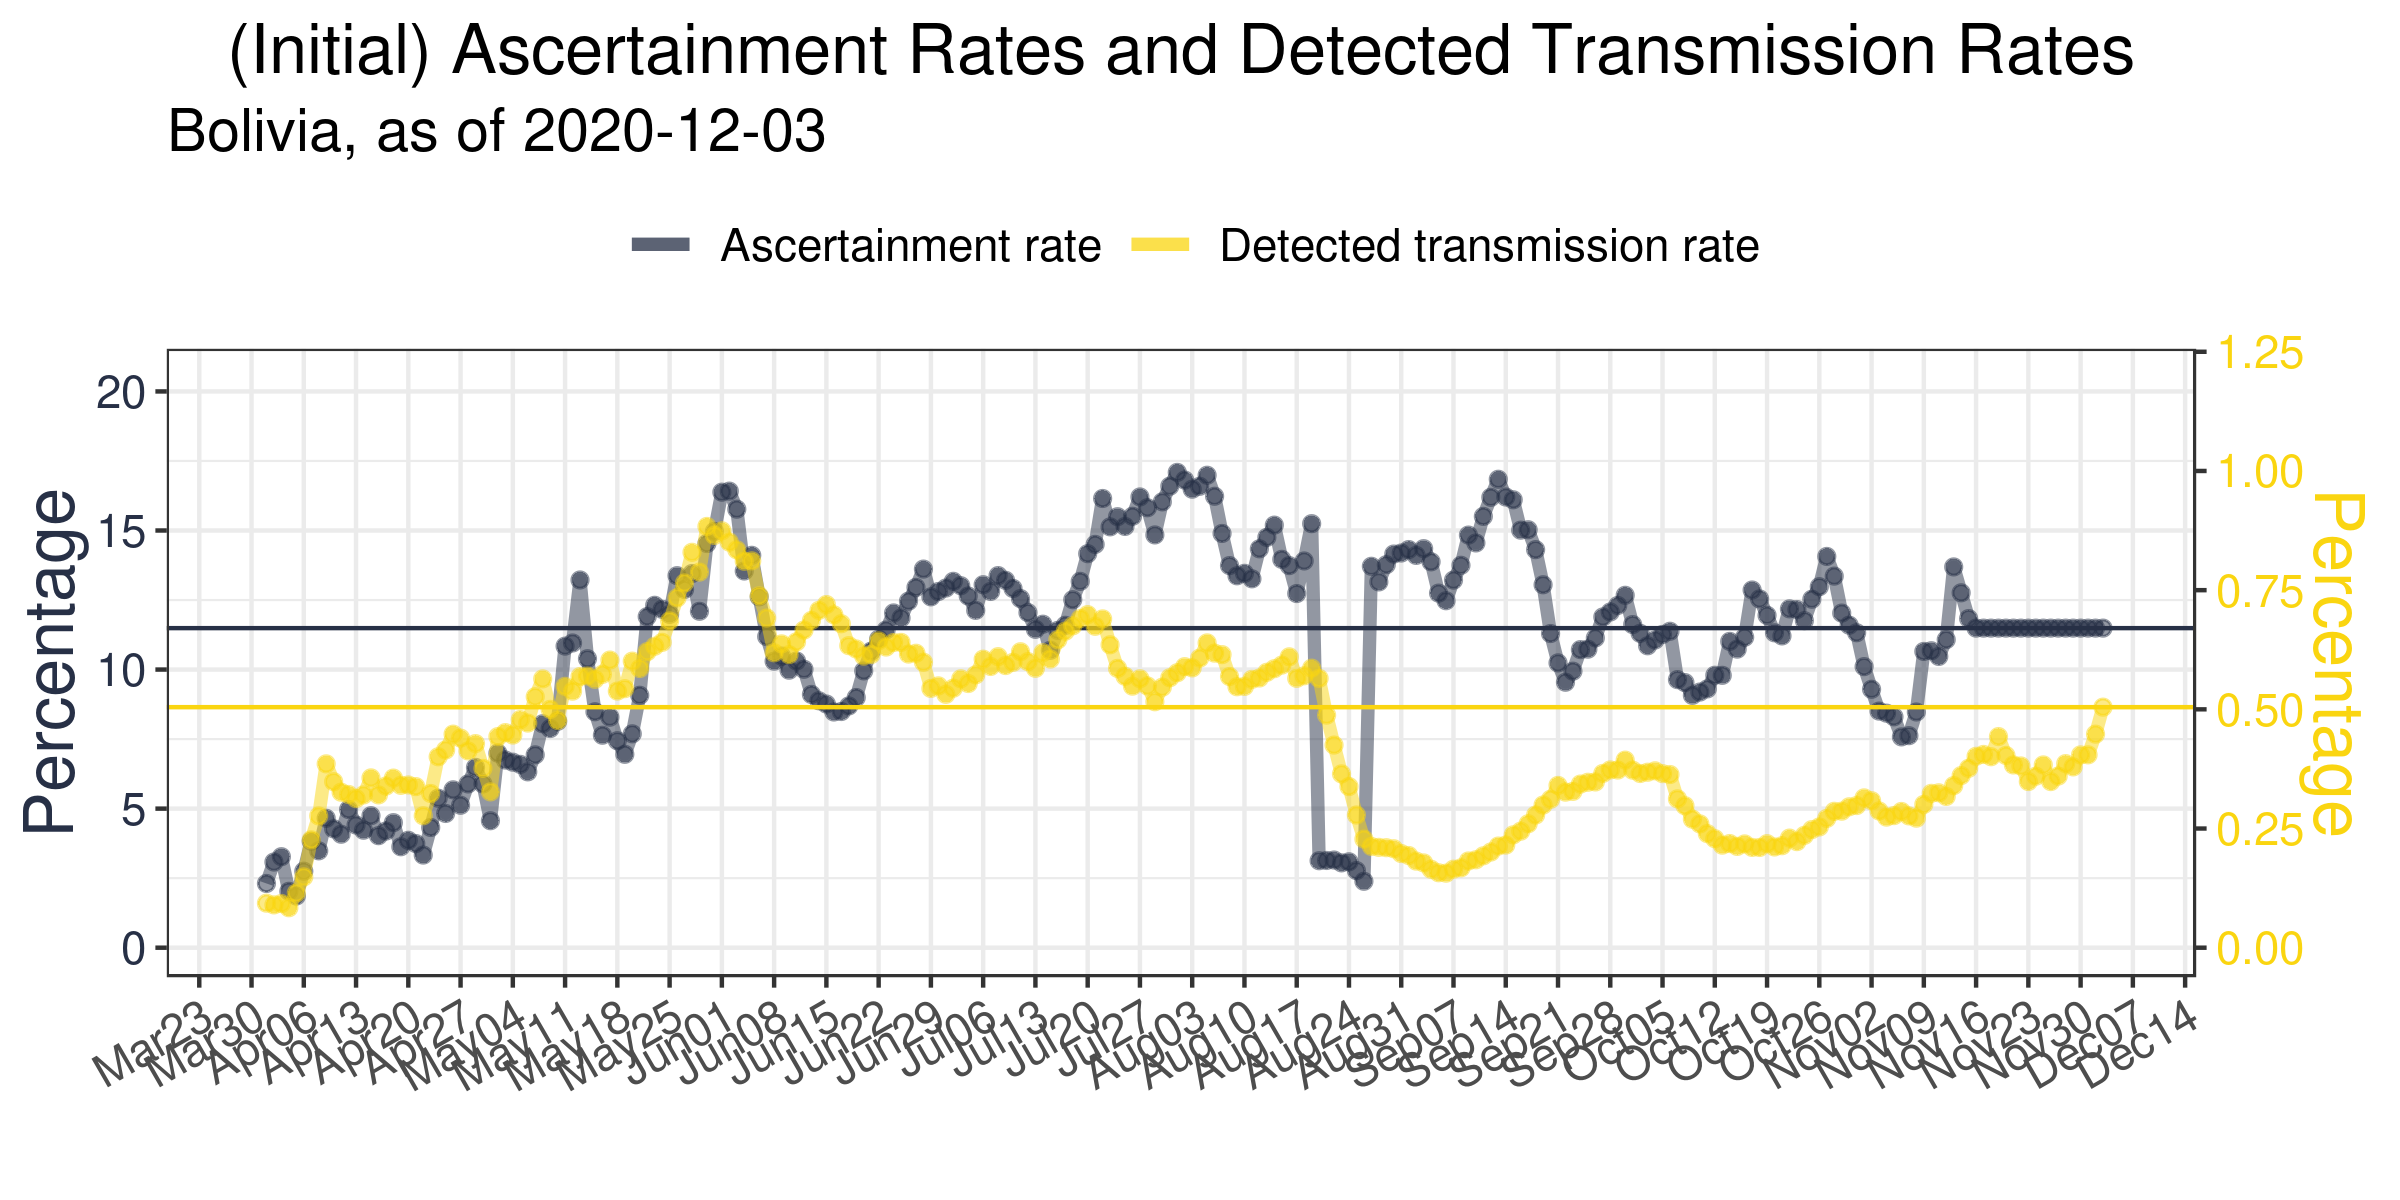 (Initial) Ascertainment Rates and Detected Transmission Rates
Bolivia, as of 2020-12-03
Ascertainment rate Detected transmission rate
Percentage
20
15
10
5
0
1.25
1.00
0.75
0.50
0.25
0.00
Percentage
Mar23 Mar30 Apr06 Apr13 Apr20 Apr27 May04 May11 May18 May25 Jun01 Jun08 Jun15 Jun22 Jun29 Jul06 Jul13 Jul20 Jul27 Aug03 Aug10 Aug17 Aug24 Aug31 Sep07 Sep14 Sep21 Sep28 Oct05 Oct12 Oct19 Oct26 Nov02 Nov09 Nov16 Nov23 Nov30 Dec07 Dec14